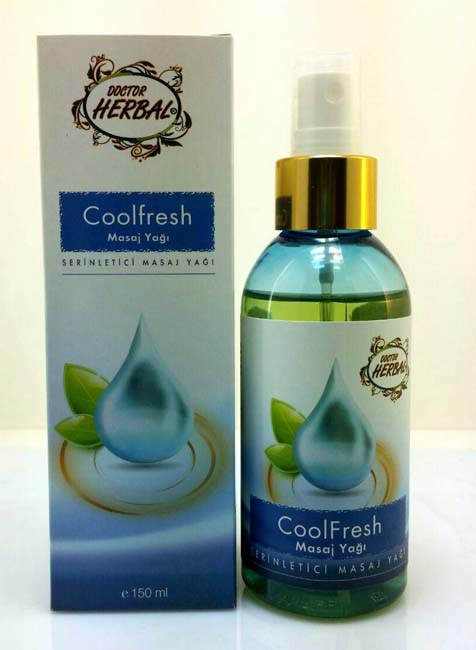 DOCTOR
HERBAL
Coolfresh
Masaj Yağı
SERİNLETİCİ MASAJ YAĞI
e 150 ml
DOCTOR
HERBAL
CoolFresh
Masaj Yağı
SERİNLETİCİ MASAJ YAĞI